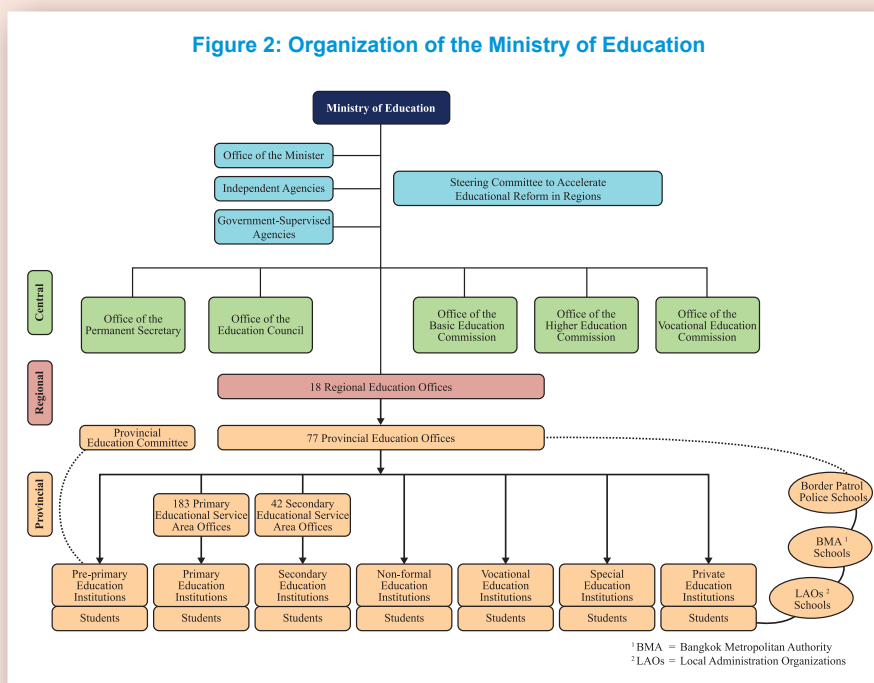 Figure 2: Organization of the Ministry of Education
Ministry of Education
Office of the Minister
Independent Agencies
Government-Supervised
Agencies
Steering Committee to Accelerate
Educational Reform in Regions
Central
Office of the
Permanent Secretary
Office of the
Education Council
Office of the
Basic Education
Commission
Office of the
Higher Education
Commission
Office of the
Vocational Education
Commission
Regional
18 Regional Education Offices
Provincial
Education Committee
77 Provincial Education Offices
Provincial
183 Primary
Educational Service
Area Offices
42 Secondary
Educational Service
Area Offices
Border Patrol
Police Schools
BMA ¹
Schools
LAOs ²
Schools
Pre-primary
Education
Institutions
Students
Primary
Education
Institutions
Students
Secondary
Education
Institutions
Students
Non-formal
Education
Institutions
Students
Vocational
Education
Institutions
Students
Special
Education
Institutions
Students
Private
Education
Institutions
Students
¹ BMA = Bangkok Metropolitan Authority
² LAOs = Local Administration Organizations